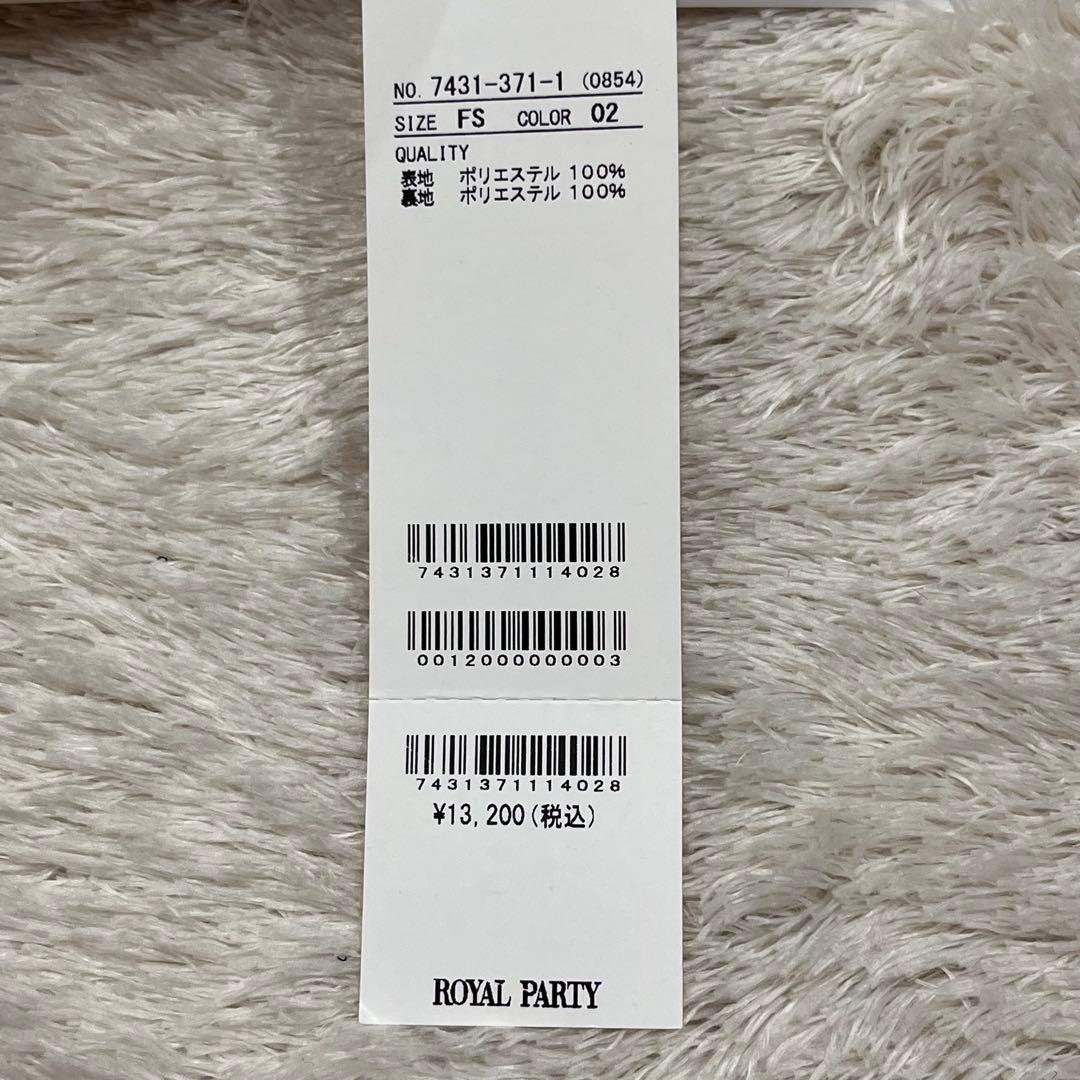 NO. 7431-371-1 (0854)
SIZE FS COLOR 02
QUALITY
表地 ポリエステル 100%
裏地 ポリエステル 100%
7431371114028
0012000000003
7431371114028
¥13,200(税込)
ROYAL PARTY